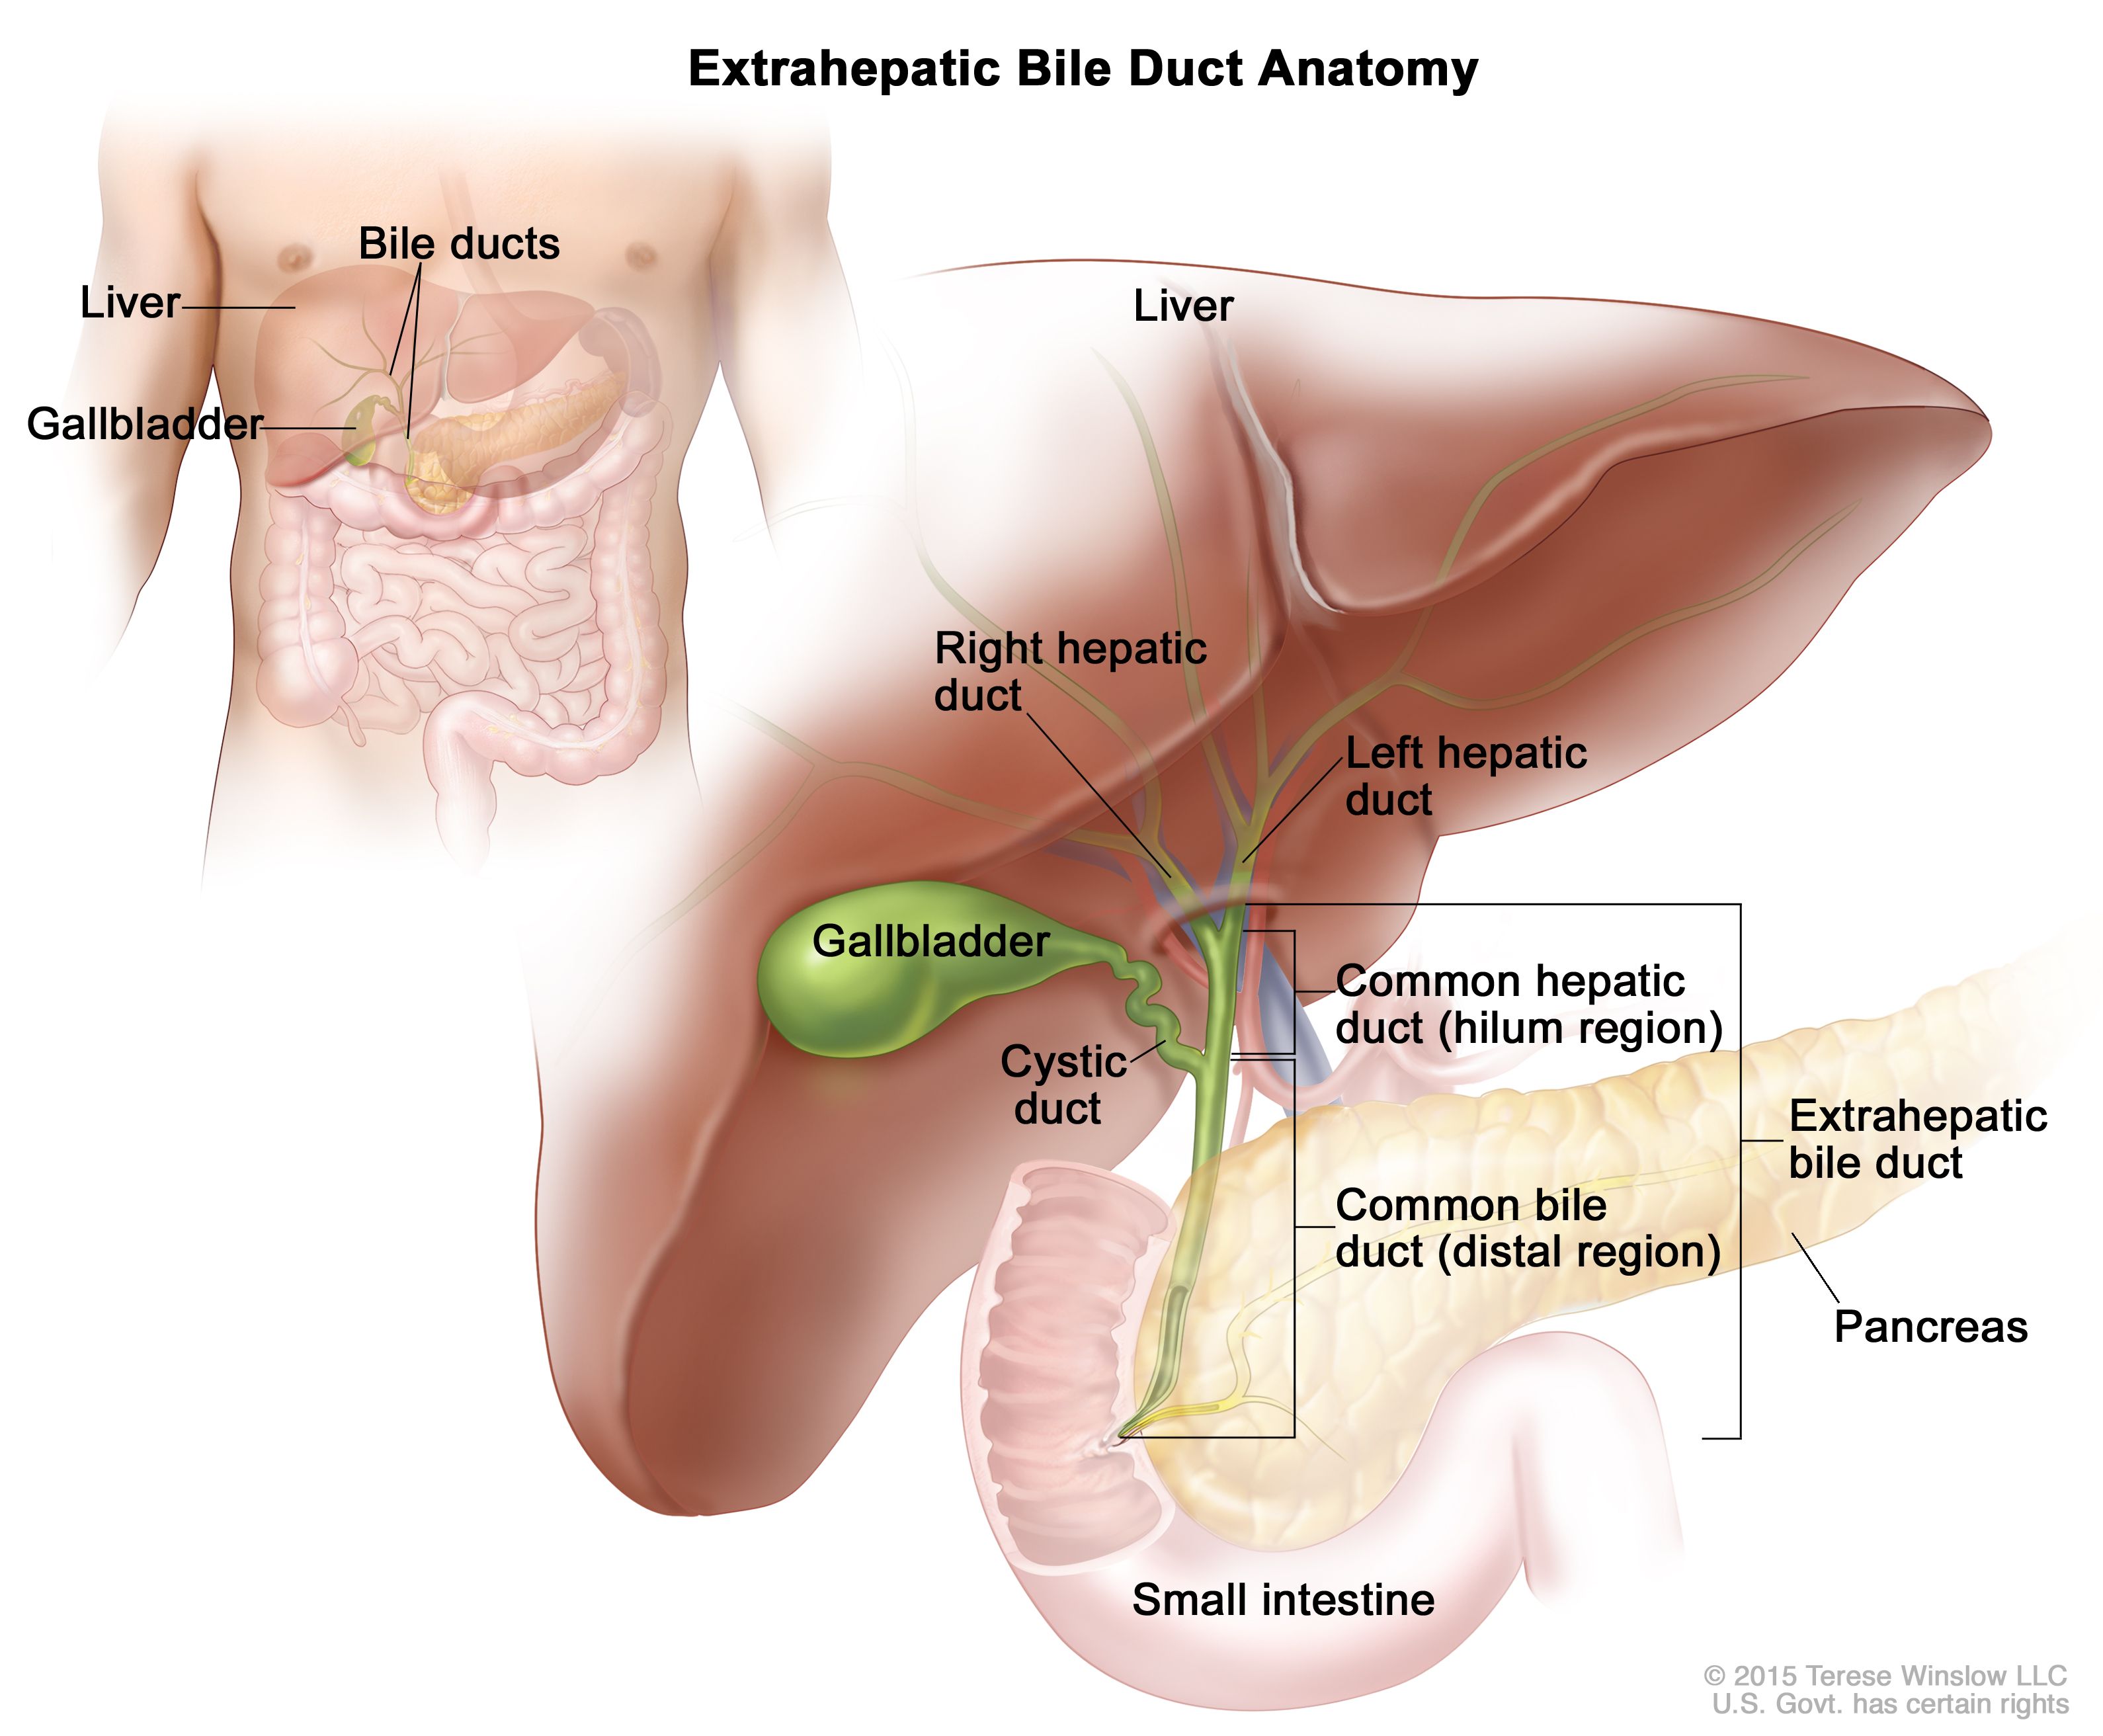 Extrahepatic Bile Duct Anatomy
Bile ducts
Liver
Gallbladder
Liver
Right hepatic
duct
Left hepatic
duct
Gallbladder
Common hepatic
duct (hilum region)
Cystic
duct
Extrahepatic
bile duct
Common bile
duct (distal region)
Pancreas
Small intestine
© 2015 Terese Winslow LLC
U.S. Govt. has certain rights